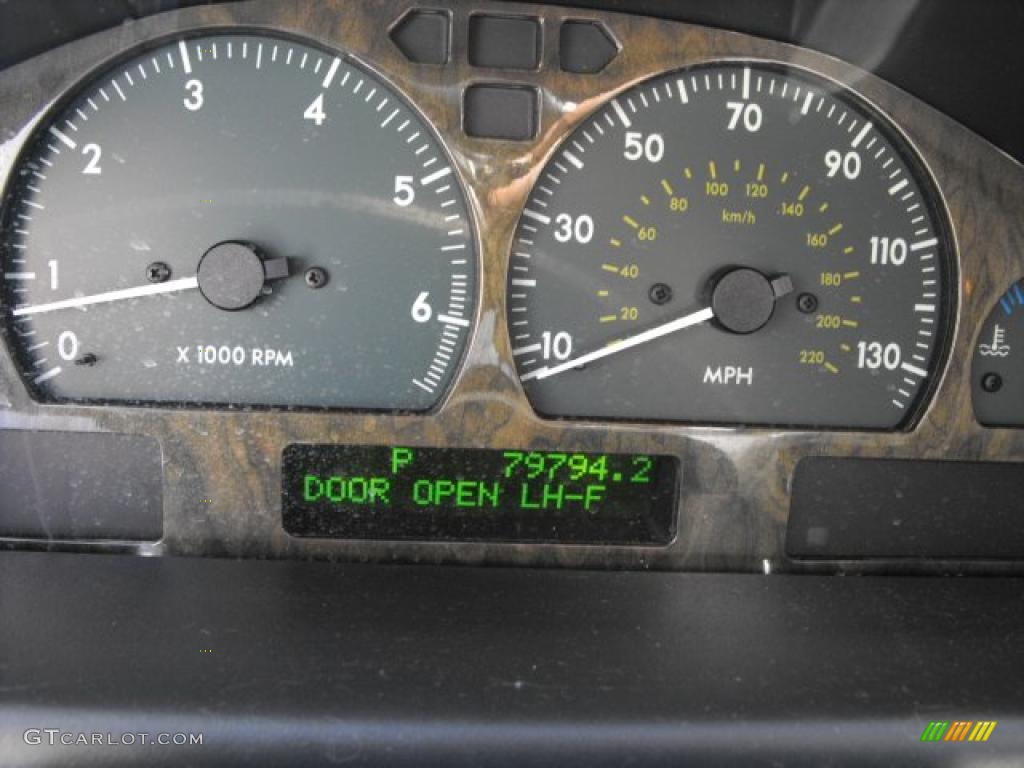 0 1 2 3 4 5 6
X 1000 RPM
10 30 50 70 90 110 130
20 40 60 80 100 120 140 160 180 200 220
km/h
MPH
P 79794.2
DOOR OPEN LH-F
GTCARLOT.COM